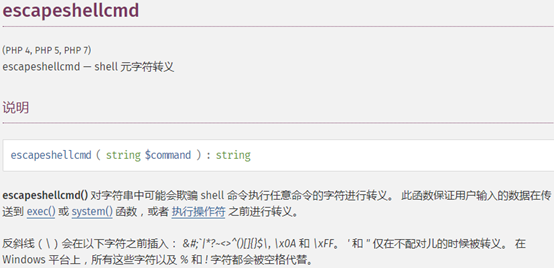 escapeshellcmd
(PHP 4, PHP 5, PHP 7)
escapeshellcmd — shell 元字符转义
说明
escapeshellcmd ( string $command ) : string
escapeshellcmd() 对字符串中可能会欺骗 shell 命令执行任意命令的字符进行转义。 此函数保证用户输入的数据在传
送到 exec() 或 system() 函数，或者 执行操作符 之前进行转义。
反斜线（\）会在以下字符之前插入： &#;`|*?~<>^()[]{}$\, \x0A 和 \xFF。 ' 和 " 仅在不配对儿的时候被转义。 在
Windows 平台上，所有这些字符以及 % 和 ! 字符都会被空格代替。